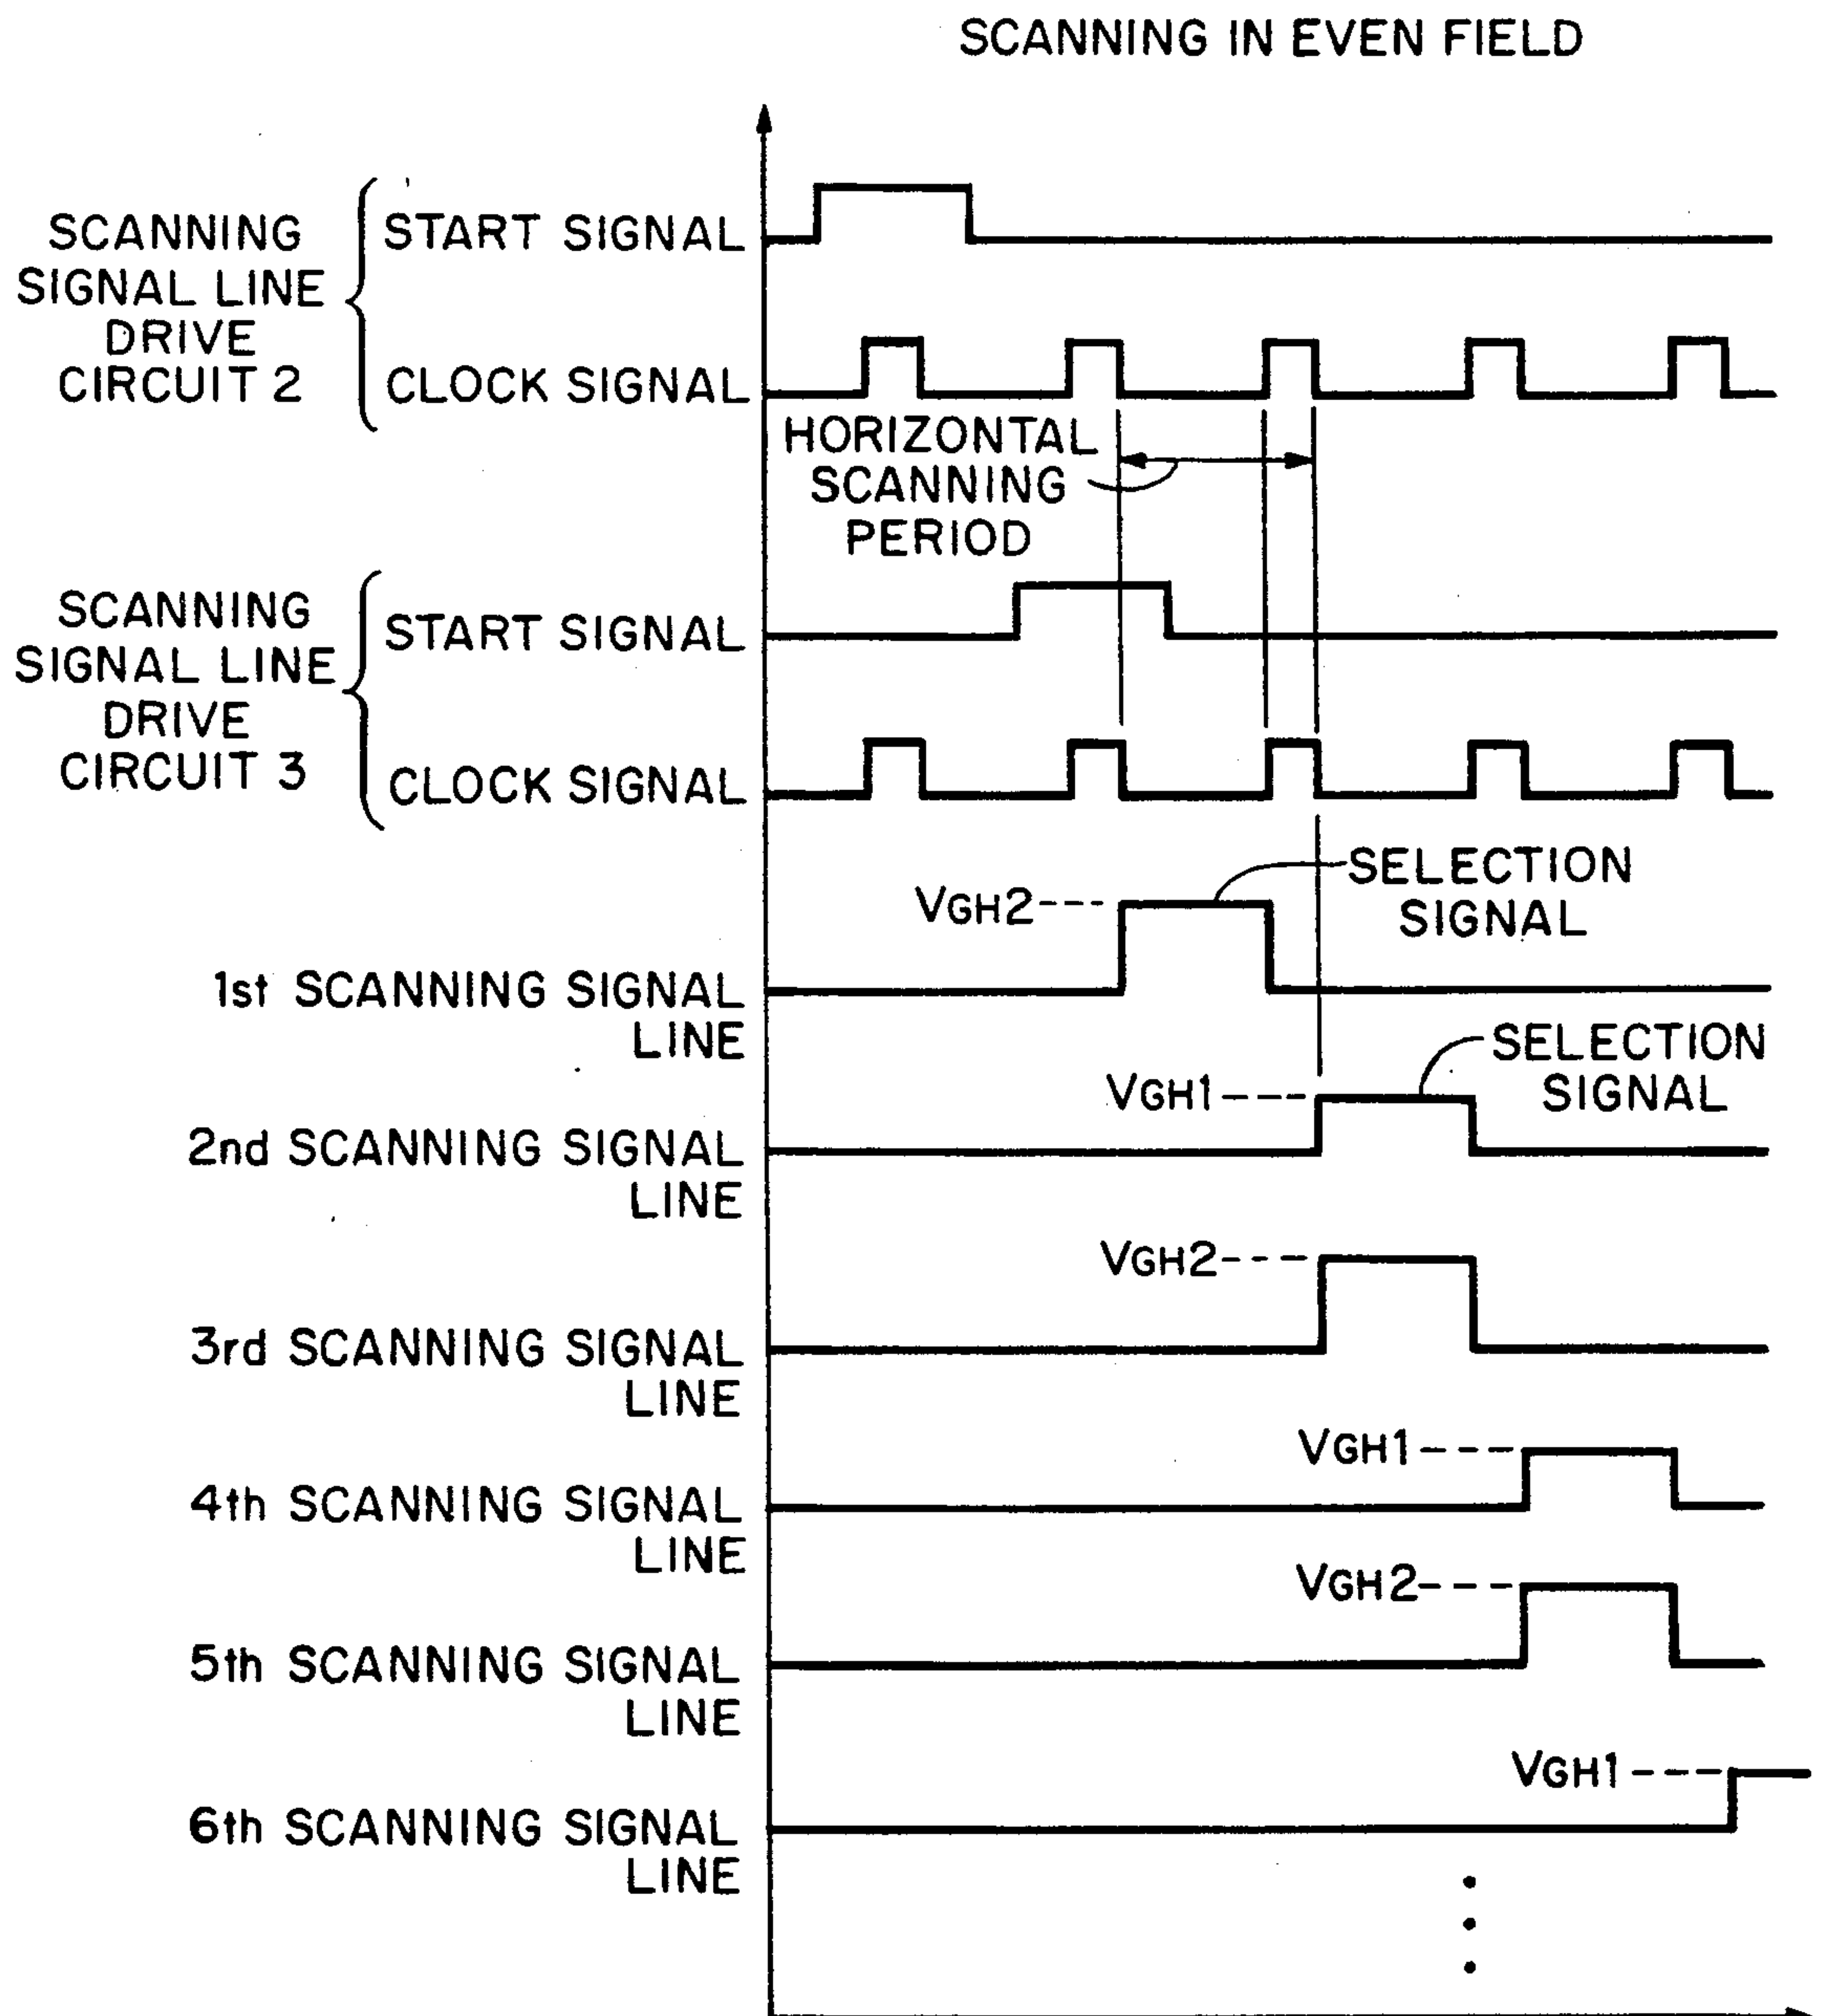 SCANNING IN EVEN FIELD
SCANNING
SIGNAL LINE
DRIVE
CIRCUIT 2
START SIGNAL
CLOCK SIGNAL
HORIZONTAL
SCANNING
PERIOD
SCANNING
SIGNAL LINE
DRIVE
CIRCUIT 3
START SIGNAL
CLOCK SIGNAL
VGH2
SELECTION
SIGNAL
1st SCANNING SIGNAL
LINE
VGH1
SELECTION
SIGNAL
2nd SCANNING SIGNAL
LINE
VGH2
3rd SCANNING SIGNAL
LINE
VGH1
4th SCANNING SIGNAL
LINE
VGH2
5th SCANNING SIGNAL
LINE
VGH1
6th SCANNING SIGNAL
LINE